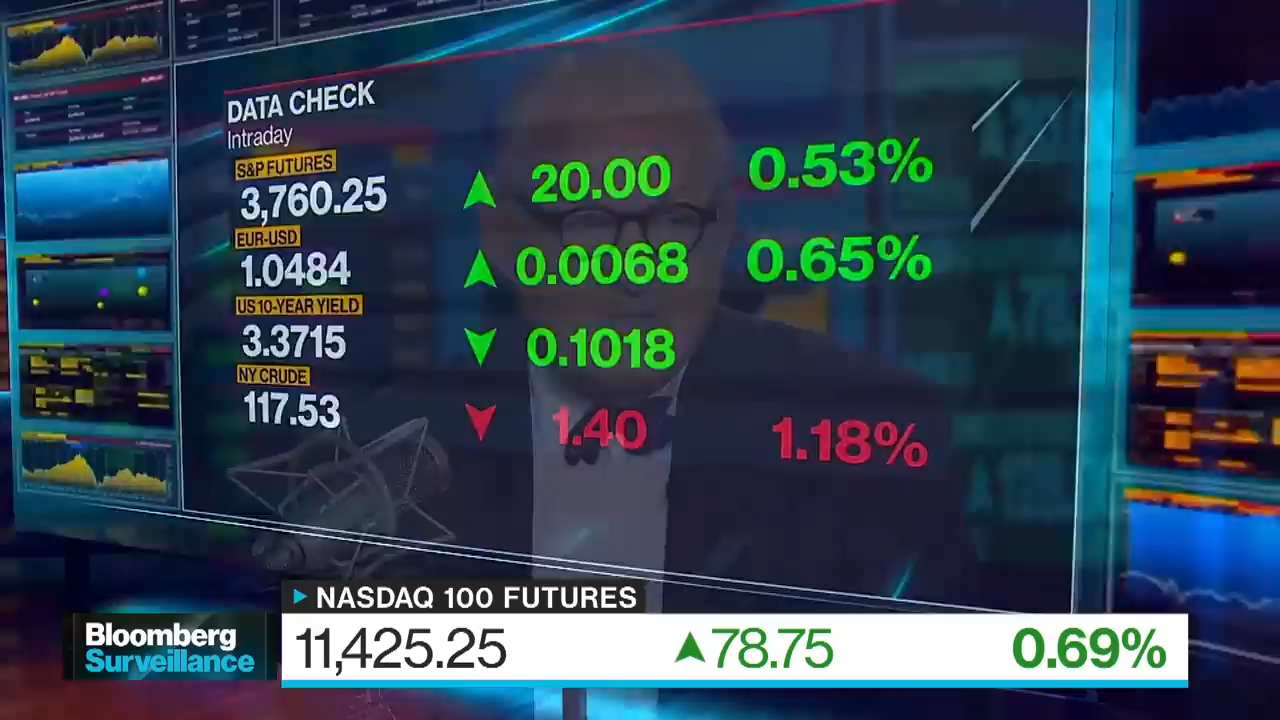 DATA CHECK
Intraday
S&P FUTURES
3,760.25 ▲ 20.00 0.53%
EUR-USD
1.0484 ▲ 0.0068 0.65%
US 10-YEAR YIELD
3.3715 ▼ 0.1018
NY CRUDE
117.53 ▼ 1.40 1.18%
NASDAQ 100 FUTURES
Bloomberg
Surveillance
11,425.25 ▲78.75 0.69%